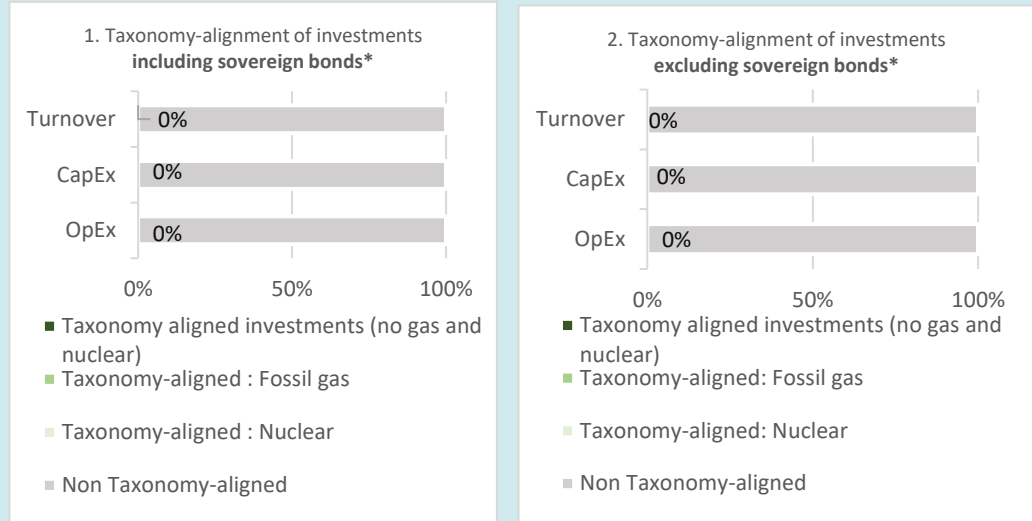 1. Taxonomy-alignment of investments
including sovereign bonds*
Turnover
0%
CapEx
0%
OpEx
0%
0%
50%
100%
■ Taxonomy aligned investments (no gas and
nuclear)
■ Taxonomy-aligned : Fossil gas
■ Taxonomy-aligned : Nuclear
■ Non Taxonomy-aligned
2. Taxonomy-alignment of investments
excluding sovereign bonds*
Turnover
0%
CapEx
0%
OpEx
0%
0%
50%
100%
■ Taxonomy aligned investments (no gas and
nuclear)
■ Taxonomy-aligned: Fossil gas
■ Taxonomy-aligned: Nuclear
■ Non Taxonomy-aligned